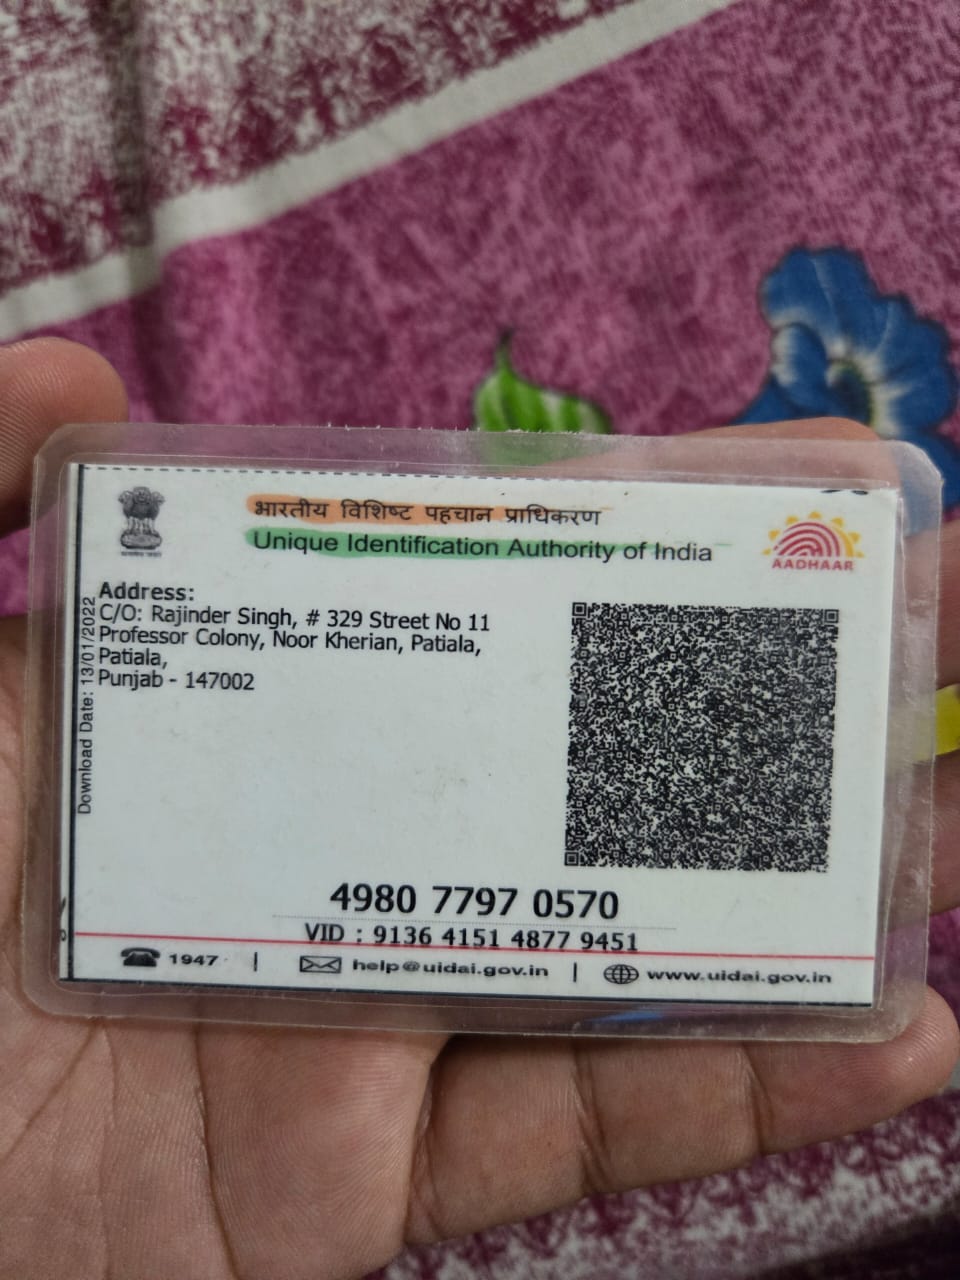 भारतीय विशिष्ट पहचान प्राधिकरण
Unique Identification Authority of India
AADHAAR
Download Date: 13/01/2022
Address:
C/O: Rajinder Singh, # 329 Street No 11
Professor Colony, Noor Kherian, Patiala,
Patiala,
Punjab - 147002
4980 7797 0570
VID : 9136 4151 4877 9451
1947 | help@uidai.gov.in | www.uidai.gov.in